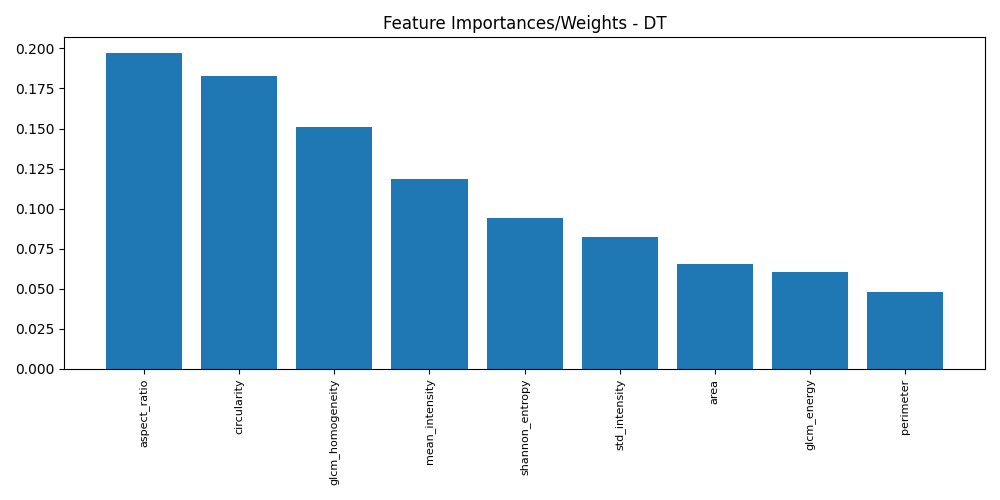 Feature Importances/Weights - DT
0.200
0.175
0.150
0.125
0.100
0.075
0.050
0.025
0.000
aspect_ratio
circularity
glcm_homogeneity
mean_intensity
shannon_entropy
std_intensity
area
glcm_energy
perimeter